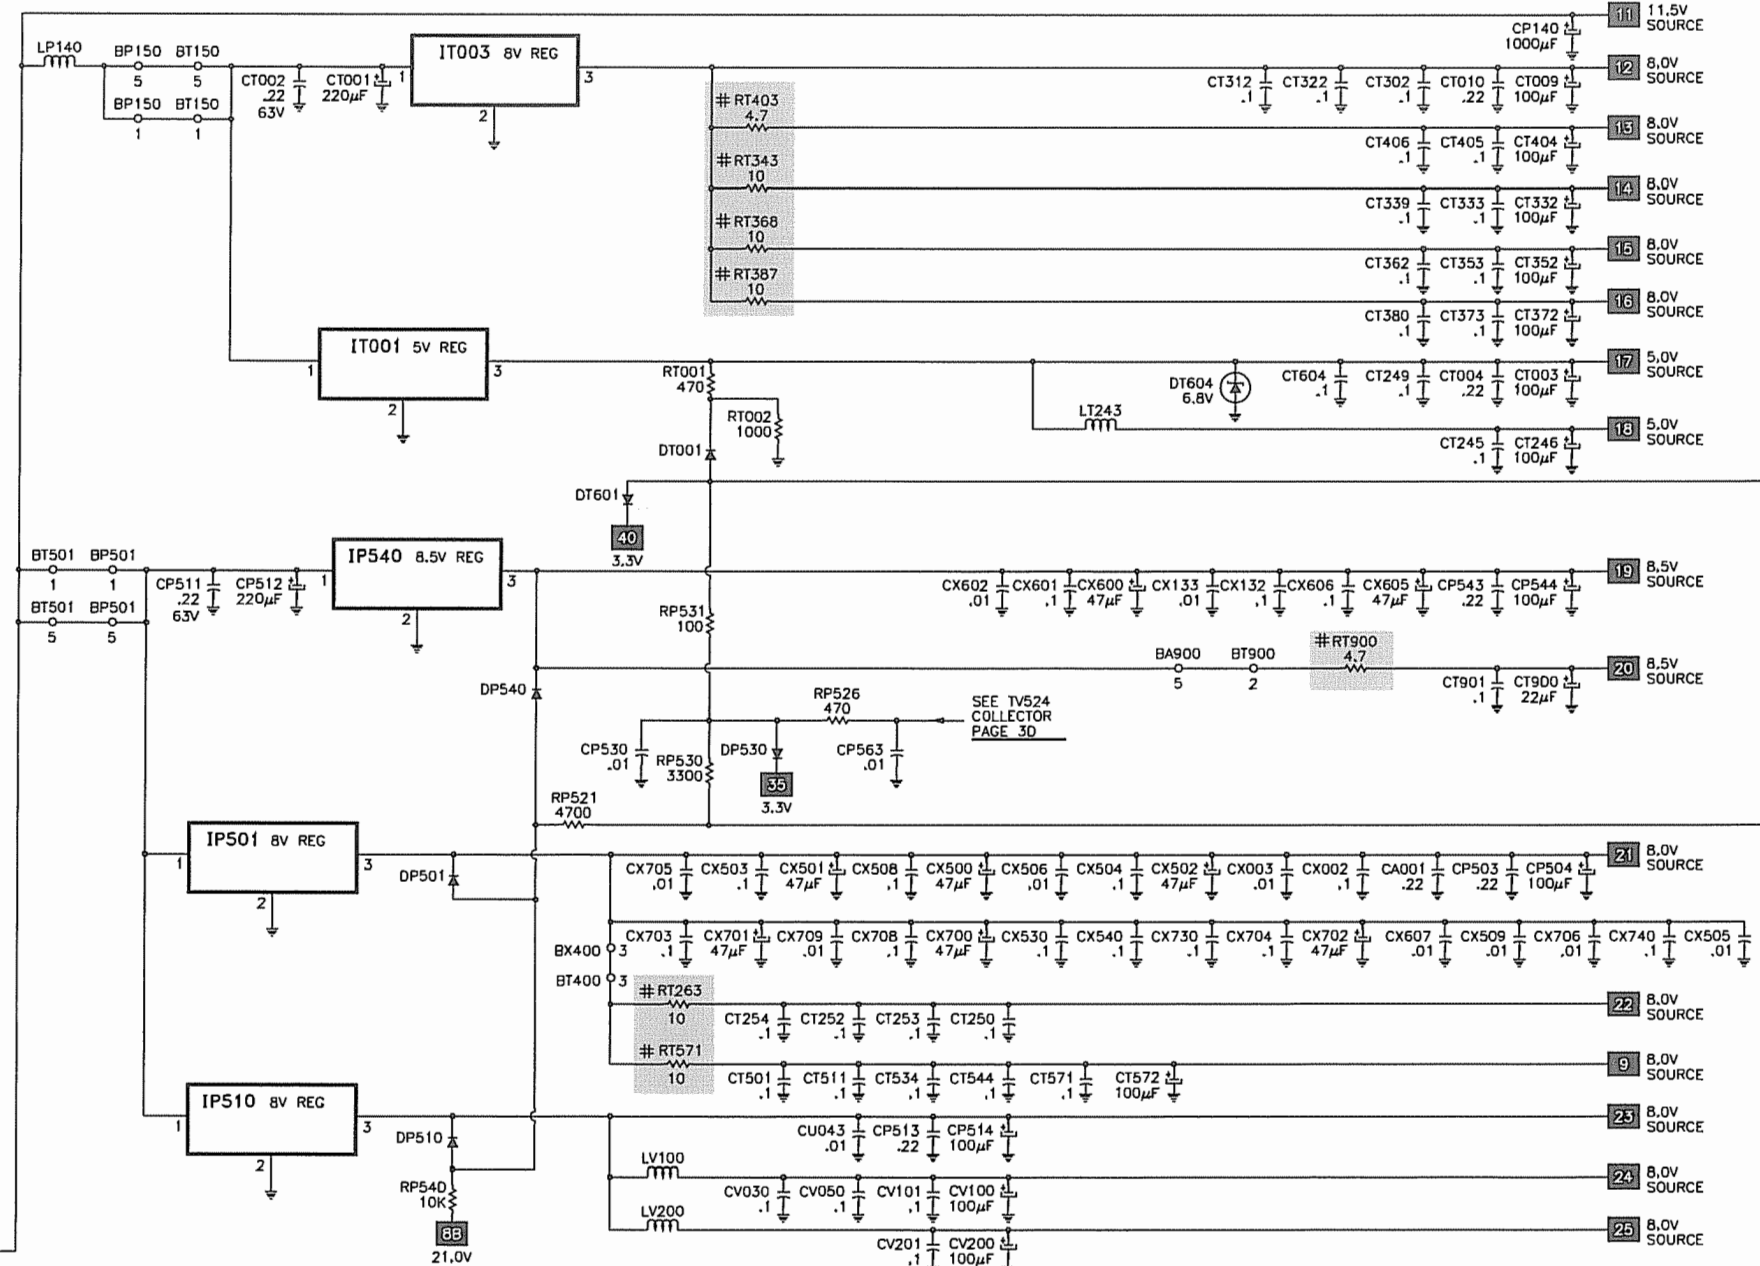 11 11.5V
SOURCE
CP140
1000µF
LP140
BP150 BT150
5 5
BP150 BT150
1 1
CT002
.22
63V
CT001
220µF
1 IT003 8V REG 3
2
12 8.0V
SOURCE
CT312 CT322 CT302 CT010 CT009
.1 .1 .1 .22 100µF
#RT403
4.7
13 8.0V
SOURCE
CT406 CT405 CT404
.1 .1 100µF
#RT343
10
14 8.0V
SOURCE
CT339 CT333 CT332
.1 .1 100µF
#RT368
10
15 8.0V
SOURCE
CT362 CT353 CT352
.1 .1 100µF
#RT387
10
16 8.0V
SOURCE
CT380 CT373 CT372
.1 .1 100µF
1 IT001 5V REG 3
2
RT001
470
RT002
1000
DT001
17 5.0V
SOURCE
DT604
6.8V
CT604 CT249 CT004 CT003
.1 .1 .22 100µF
LT243
18 5.0V
SOURCE
CT245 CT246
.1 100µF
DT601
40
3.3V
BT501 BP501
1 1
BT501 BP501
5 5
CP511
.22
63V
CP512
220µF
1 IP540 8.5V REG 3
2
19 8.5V
SOURCE
CX602 CX601 CX600 CX133 CX132 CX606 CX605 CP543 CP544
.01 .1 47µF .01 .1 .1 47µF .22 100µF
RP531
100
BA900 BT900
5 2
#RT900
4.7
20 8.5V
SOURCE
CT901 CT900
.1 22µF
DP540
RP526
470
SEE TV524
COLLECTOR
PAGE 3D
CP530
.01
RP530
3300
DP530
CP563
.01
35
3.3V
RP521
4700
1 IP501 8V REG 3
2
DP501
21 8.0V
SOURCE
CX705 CX503 CX501 CX508 CX500 CX506 CX504 CX502 CX003 CX002 CA001 CP503 CP504
.01 .1 47µF .1 47µF .01 .1 47µF .01 .1 .22 .22 100µF
CX703 CX701 CX709 CX708 CX700 CX530 CX540 CX730 CX704 CX702 CX607 CX509 CX706 CX740 CX505
.1 47µF .01 .1 47µF .1 .1 .1 .1 47µF .01 .01 .01 .1 .01
BX400 3
BT400 3
#RT263
10
22 8.0V
SOURCE
CT254 CT252 CT253 CT250
.1 .1 .1 .1
#RT571
10
9 8.0V
SOURCE
CT501 CT511 CT534 CT544 CT571 CT572
.1 .1 .1 .1 .1 100µF
1 IP510 8V REG 3
2
DP510
23 8.0V
SOURCE
CU043 CP513 CP514
.01 .22 100µF
LV100
24 8.0V
SOURCE
CV030 CV050 CV101 CV100
.1 .1 .1 100µF
RP540
10K
88
21.0V
LV200
25 8.0V
SOURCE
CV201 CV200
.1 100µF